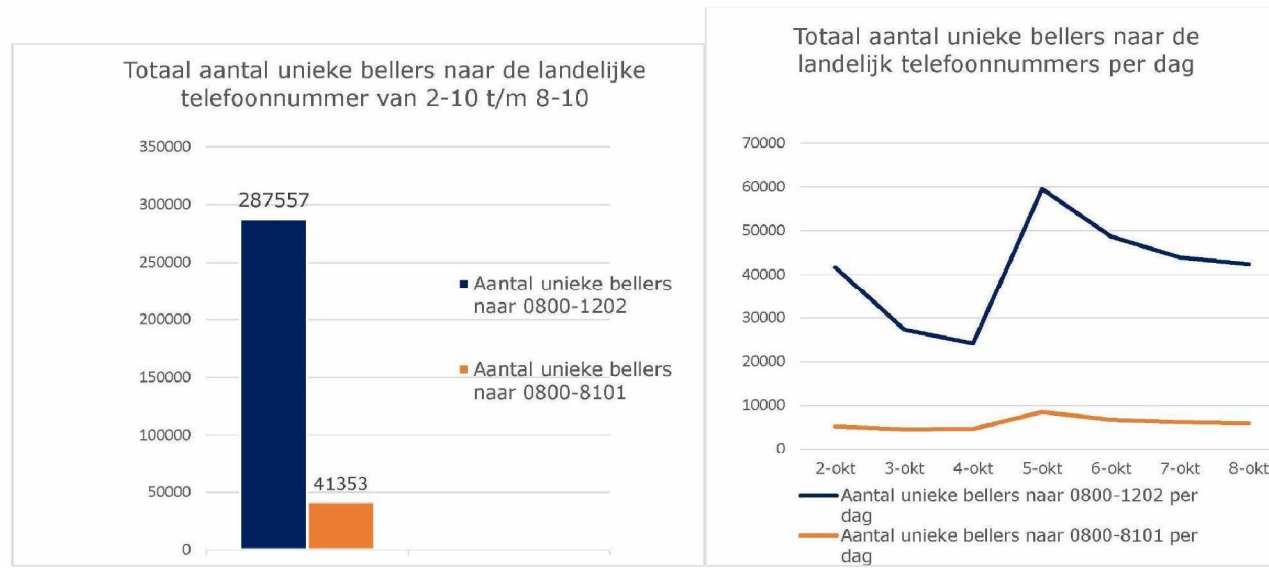 Totaal aantal unieke bellers naar de landelijke
telefoonnummer van 2-10 t/m 8-10
350000
300000
250000
200000
150000
100000
50000
0
287557
41353
Aantal unieke bellers
naar 0800-1202
Aantal unieke bellers
naar 0800-8101
Totaal aantal unieke bellers naar de
landelijk telefoonnummers per dag
70000
60000
50000
40000
30000
20000
10000
0
2-okt 3-okt 4-okt 5-okt 6-okt 7-okt 8-okt
Aantal unieke bellers naar 0800-1202 per
dag
Aantal unieke bellers naar 0800-8101 per
dag